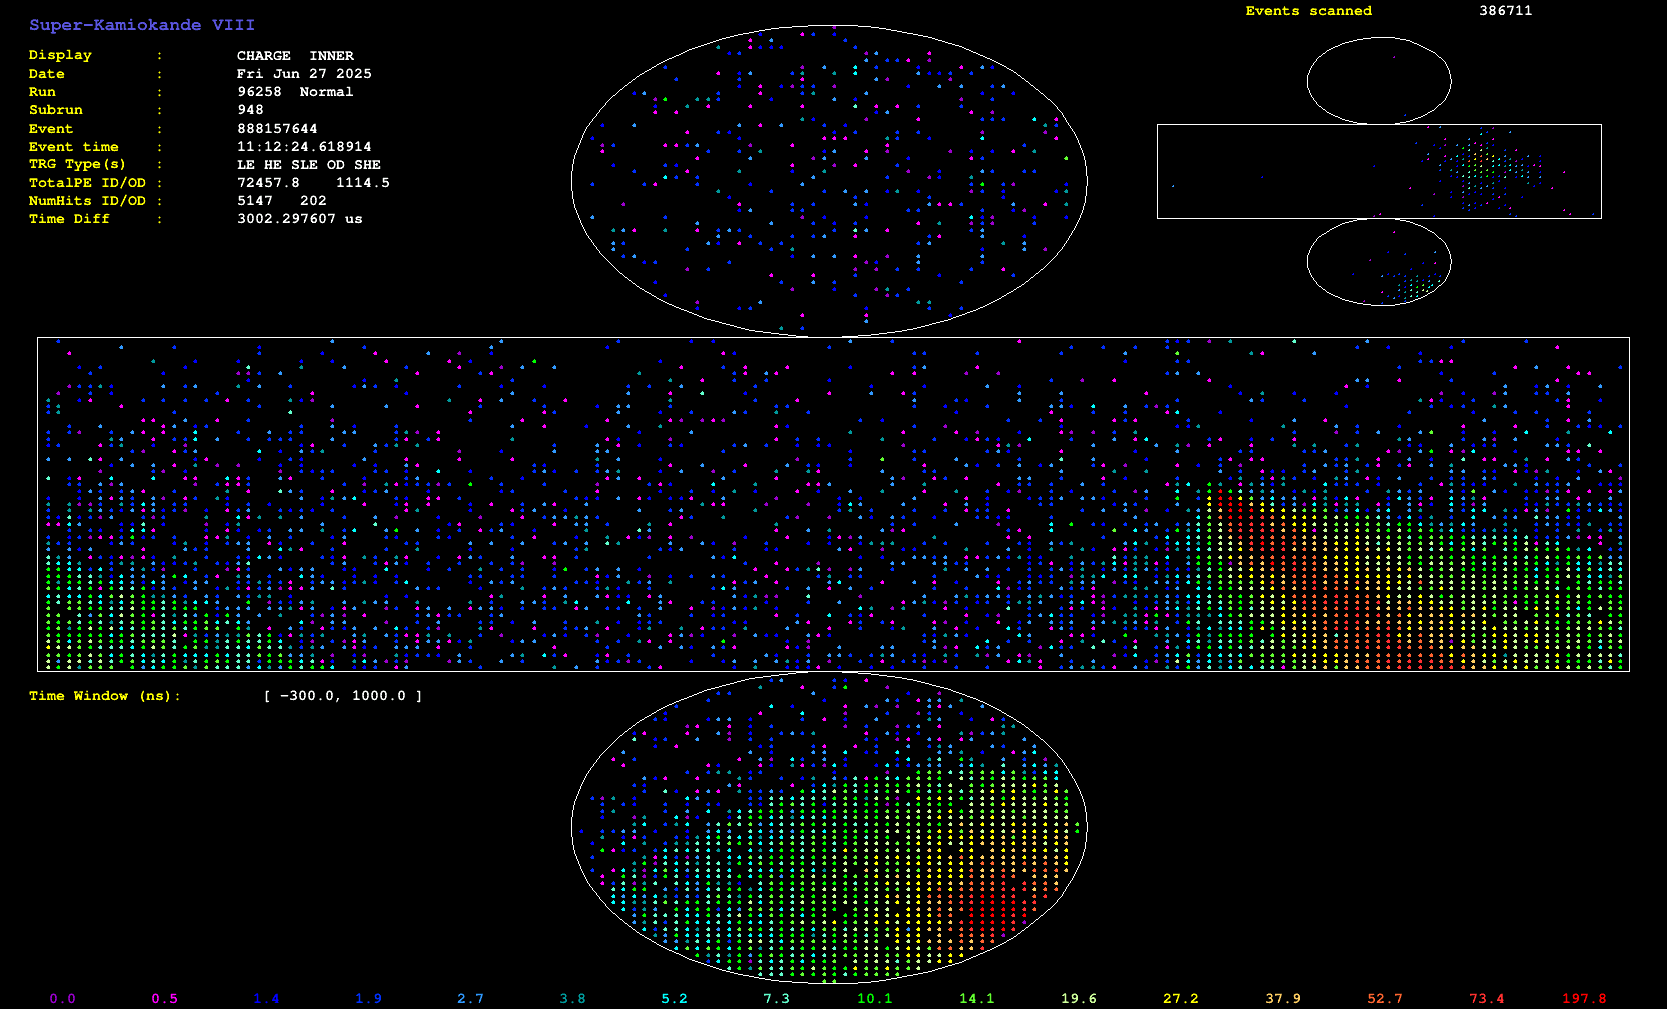 Super-Kamiokande VIII
Events scanned 386711
Display : CHARGE INNER
Date : Fri Jun 27 2025
Run : 96258 Normal
Subrun : 948
Event : 888157644
Event time : 11:12:24.618914
TRG Type(s) : LE HE SLE OD SHE
TotalPE ID/OD : 72457.8 1114.5
NumHits ID/OD : 5147 202
Time Diff : 3002.297607 us
Time Window (ns): [ -300.0, 1000.0 ]
0.0 0.5 1.4 1.9 2.7 3.8 5.2 7.3 10.1 14.1 19.6 27.2 37.9 52.7 73.4 197.8